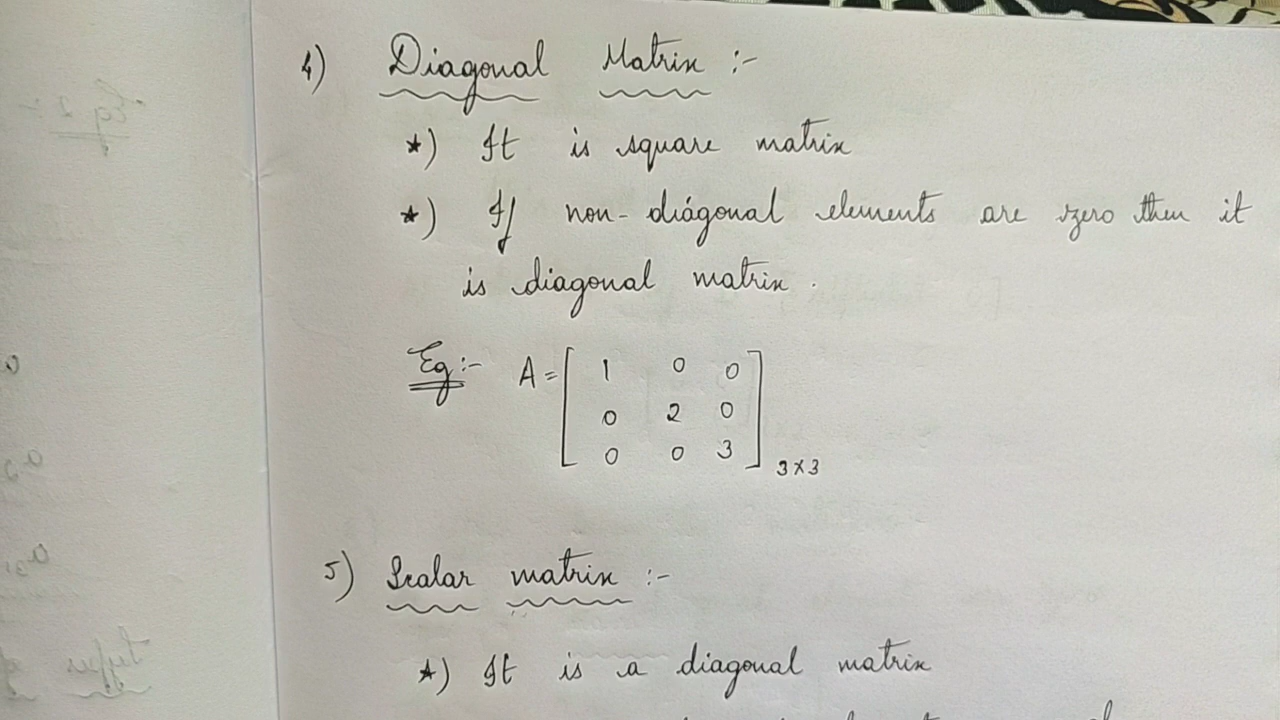 4) Diagonal Matrix :-
*) It is square matrix
*) If non-diagonal elements are zero then it
is diagonal matrix.
Eg:- A = [ 1 0 0
0 2 0
0 0 3 ] 3×3
5) Scalar matrix :-
*) It is a diagonal matrix